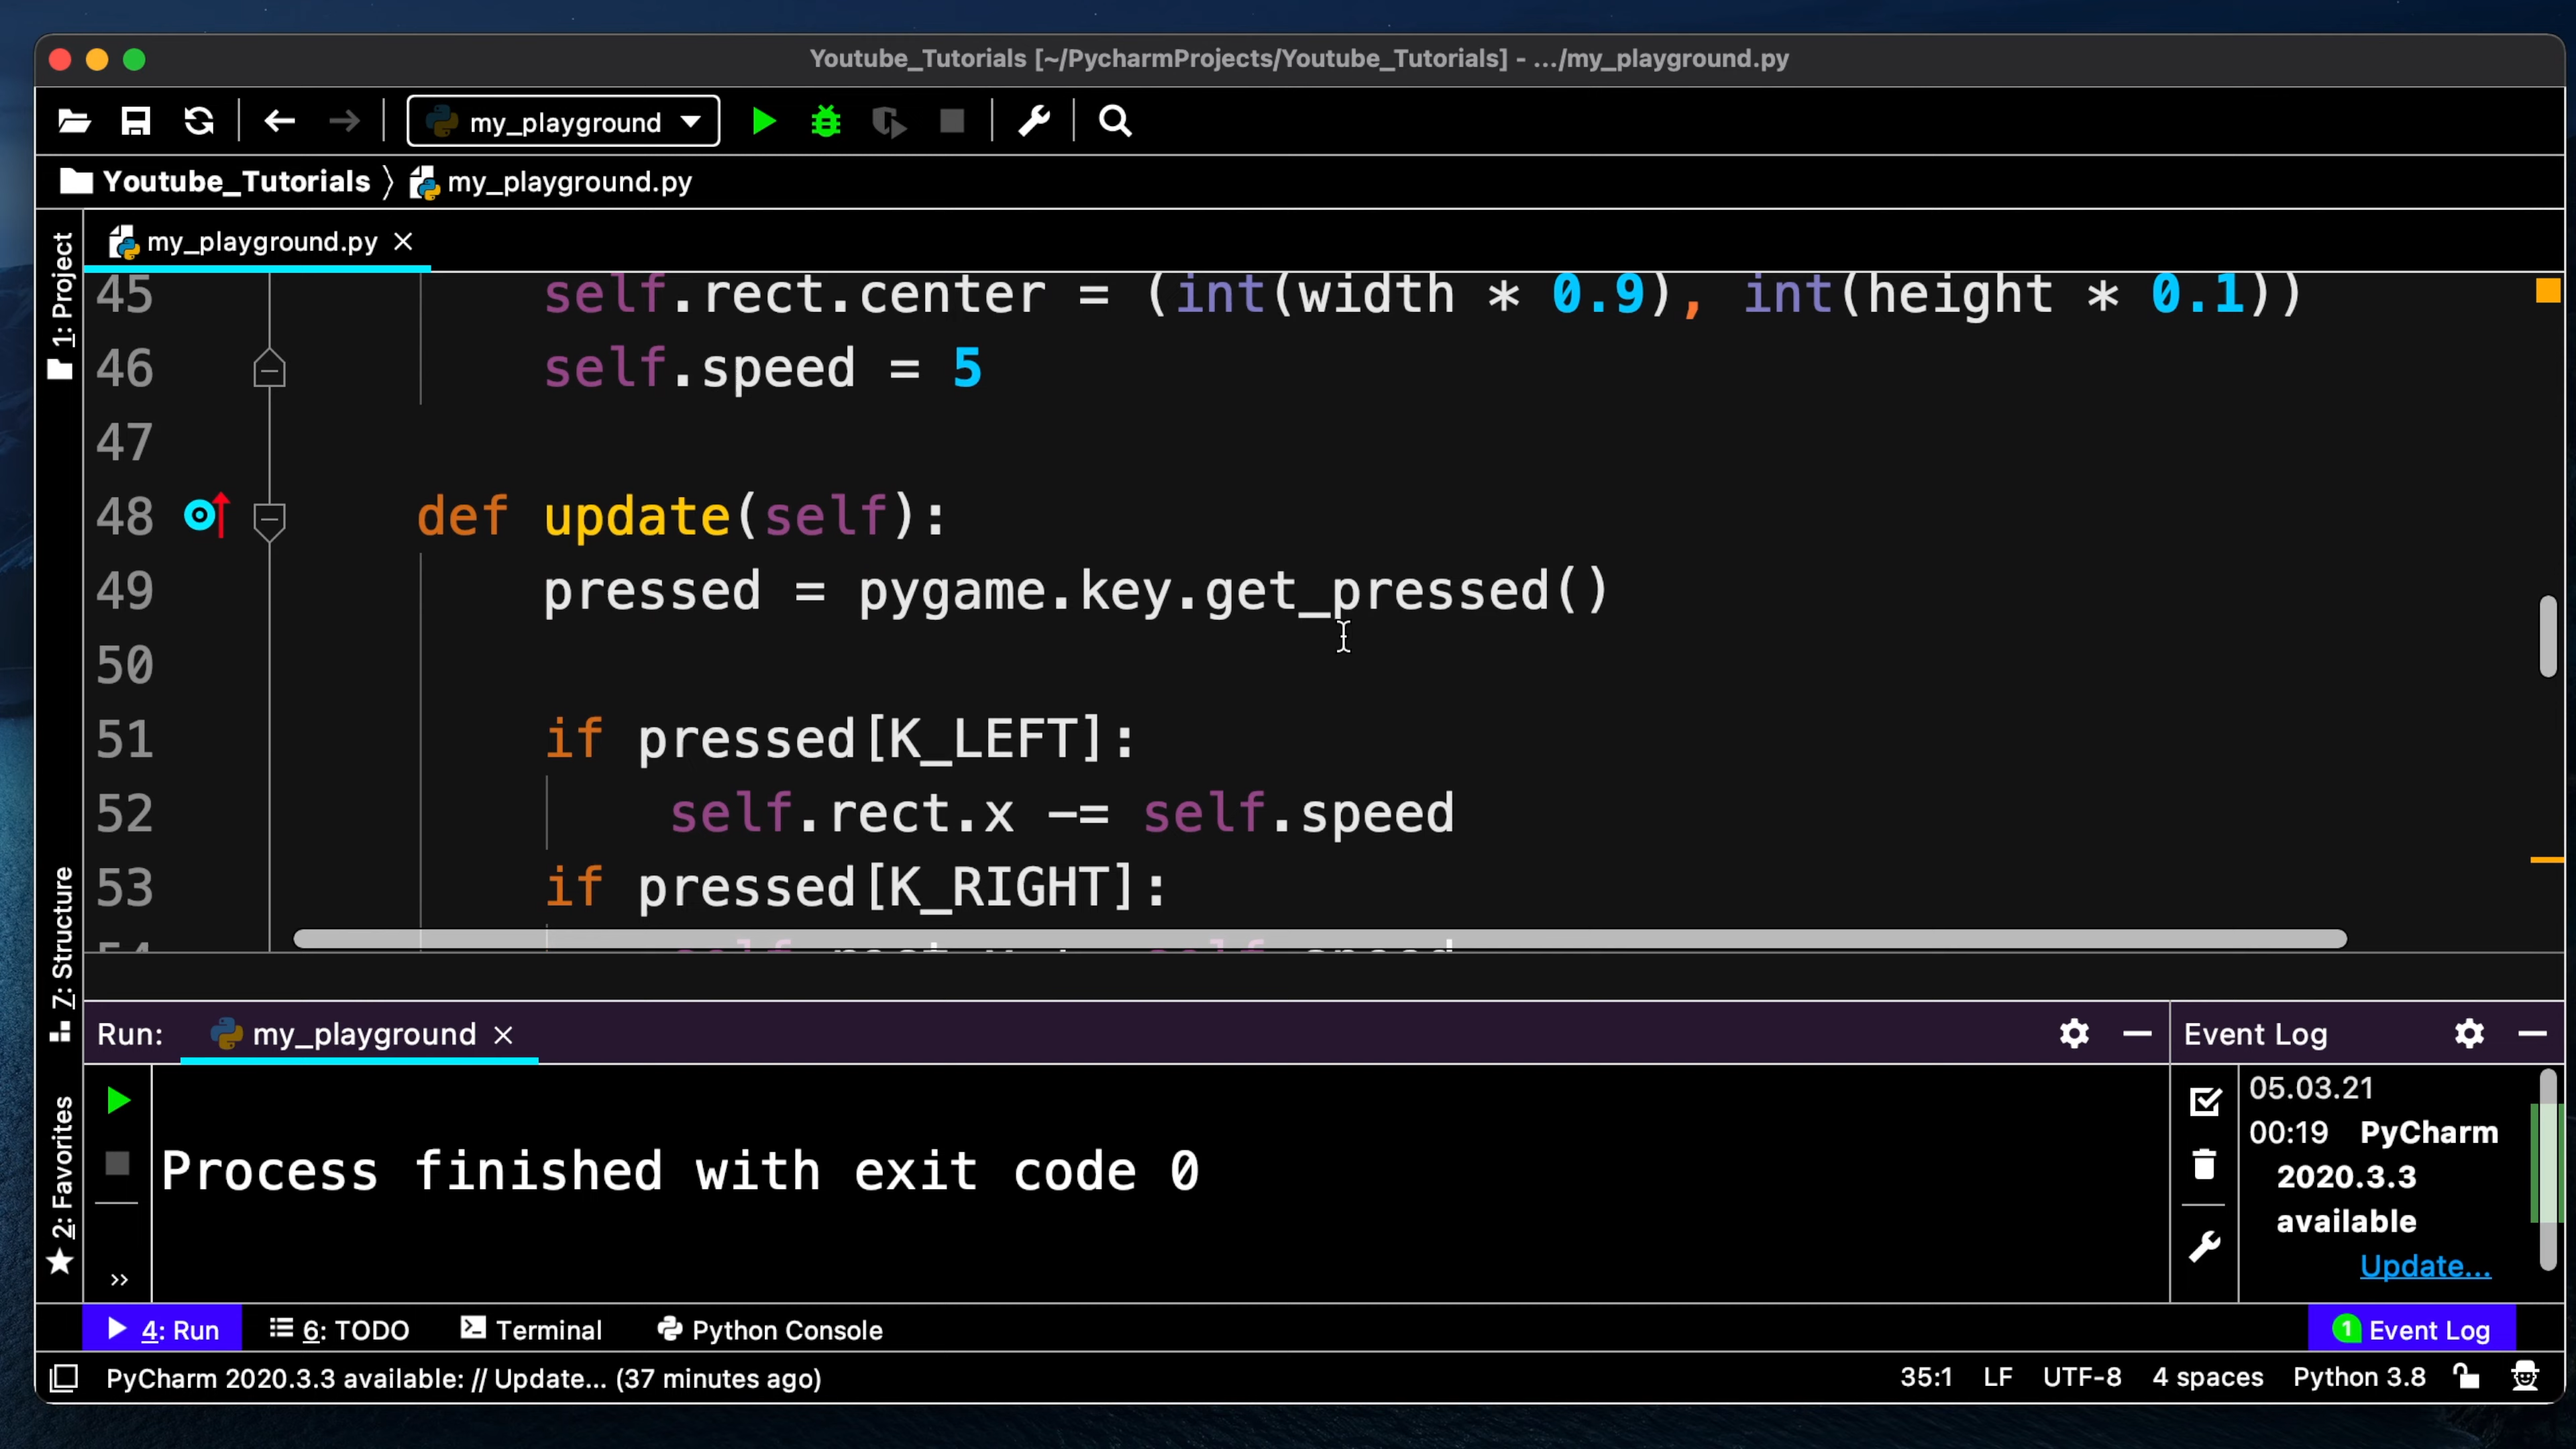 Youtube_Tutorials [~/PycharmProjects/Youtube_Tutorials] - .../my_playground.py
my_playground
Youtube_Tutorials 〉 my_playground.py
my_playground.py
1: Project
45 self.rect.center = (int(width * 0.9), int(height * 0.1))
46 self.speed = 5
47
48 def update(self):
49 pressed = pygame.key.get_pressed()
50
51 if pressed[K_LEFT]:
52 self.rect.x -= self.speed
53 if pressed[K_RIGHT]:
7: Structure
Run: my_playground
Event Log
2: Favorites
Process finished with exit code 0
05.03.21
00:19 PyCharm
2020.3.3
available
Update...
4: Run 6: TODO Terminal Python Console 1 Event Log
PyCharm 2020.3.3 available: // Update... (37 minutes ago) 35:1 LF UTF-8 4 spaces Python 3.8